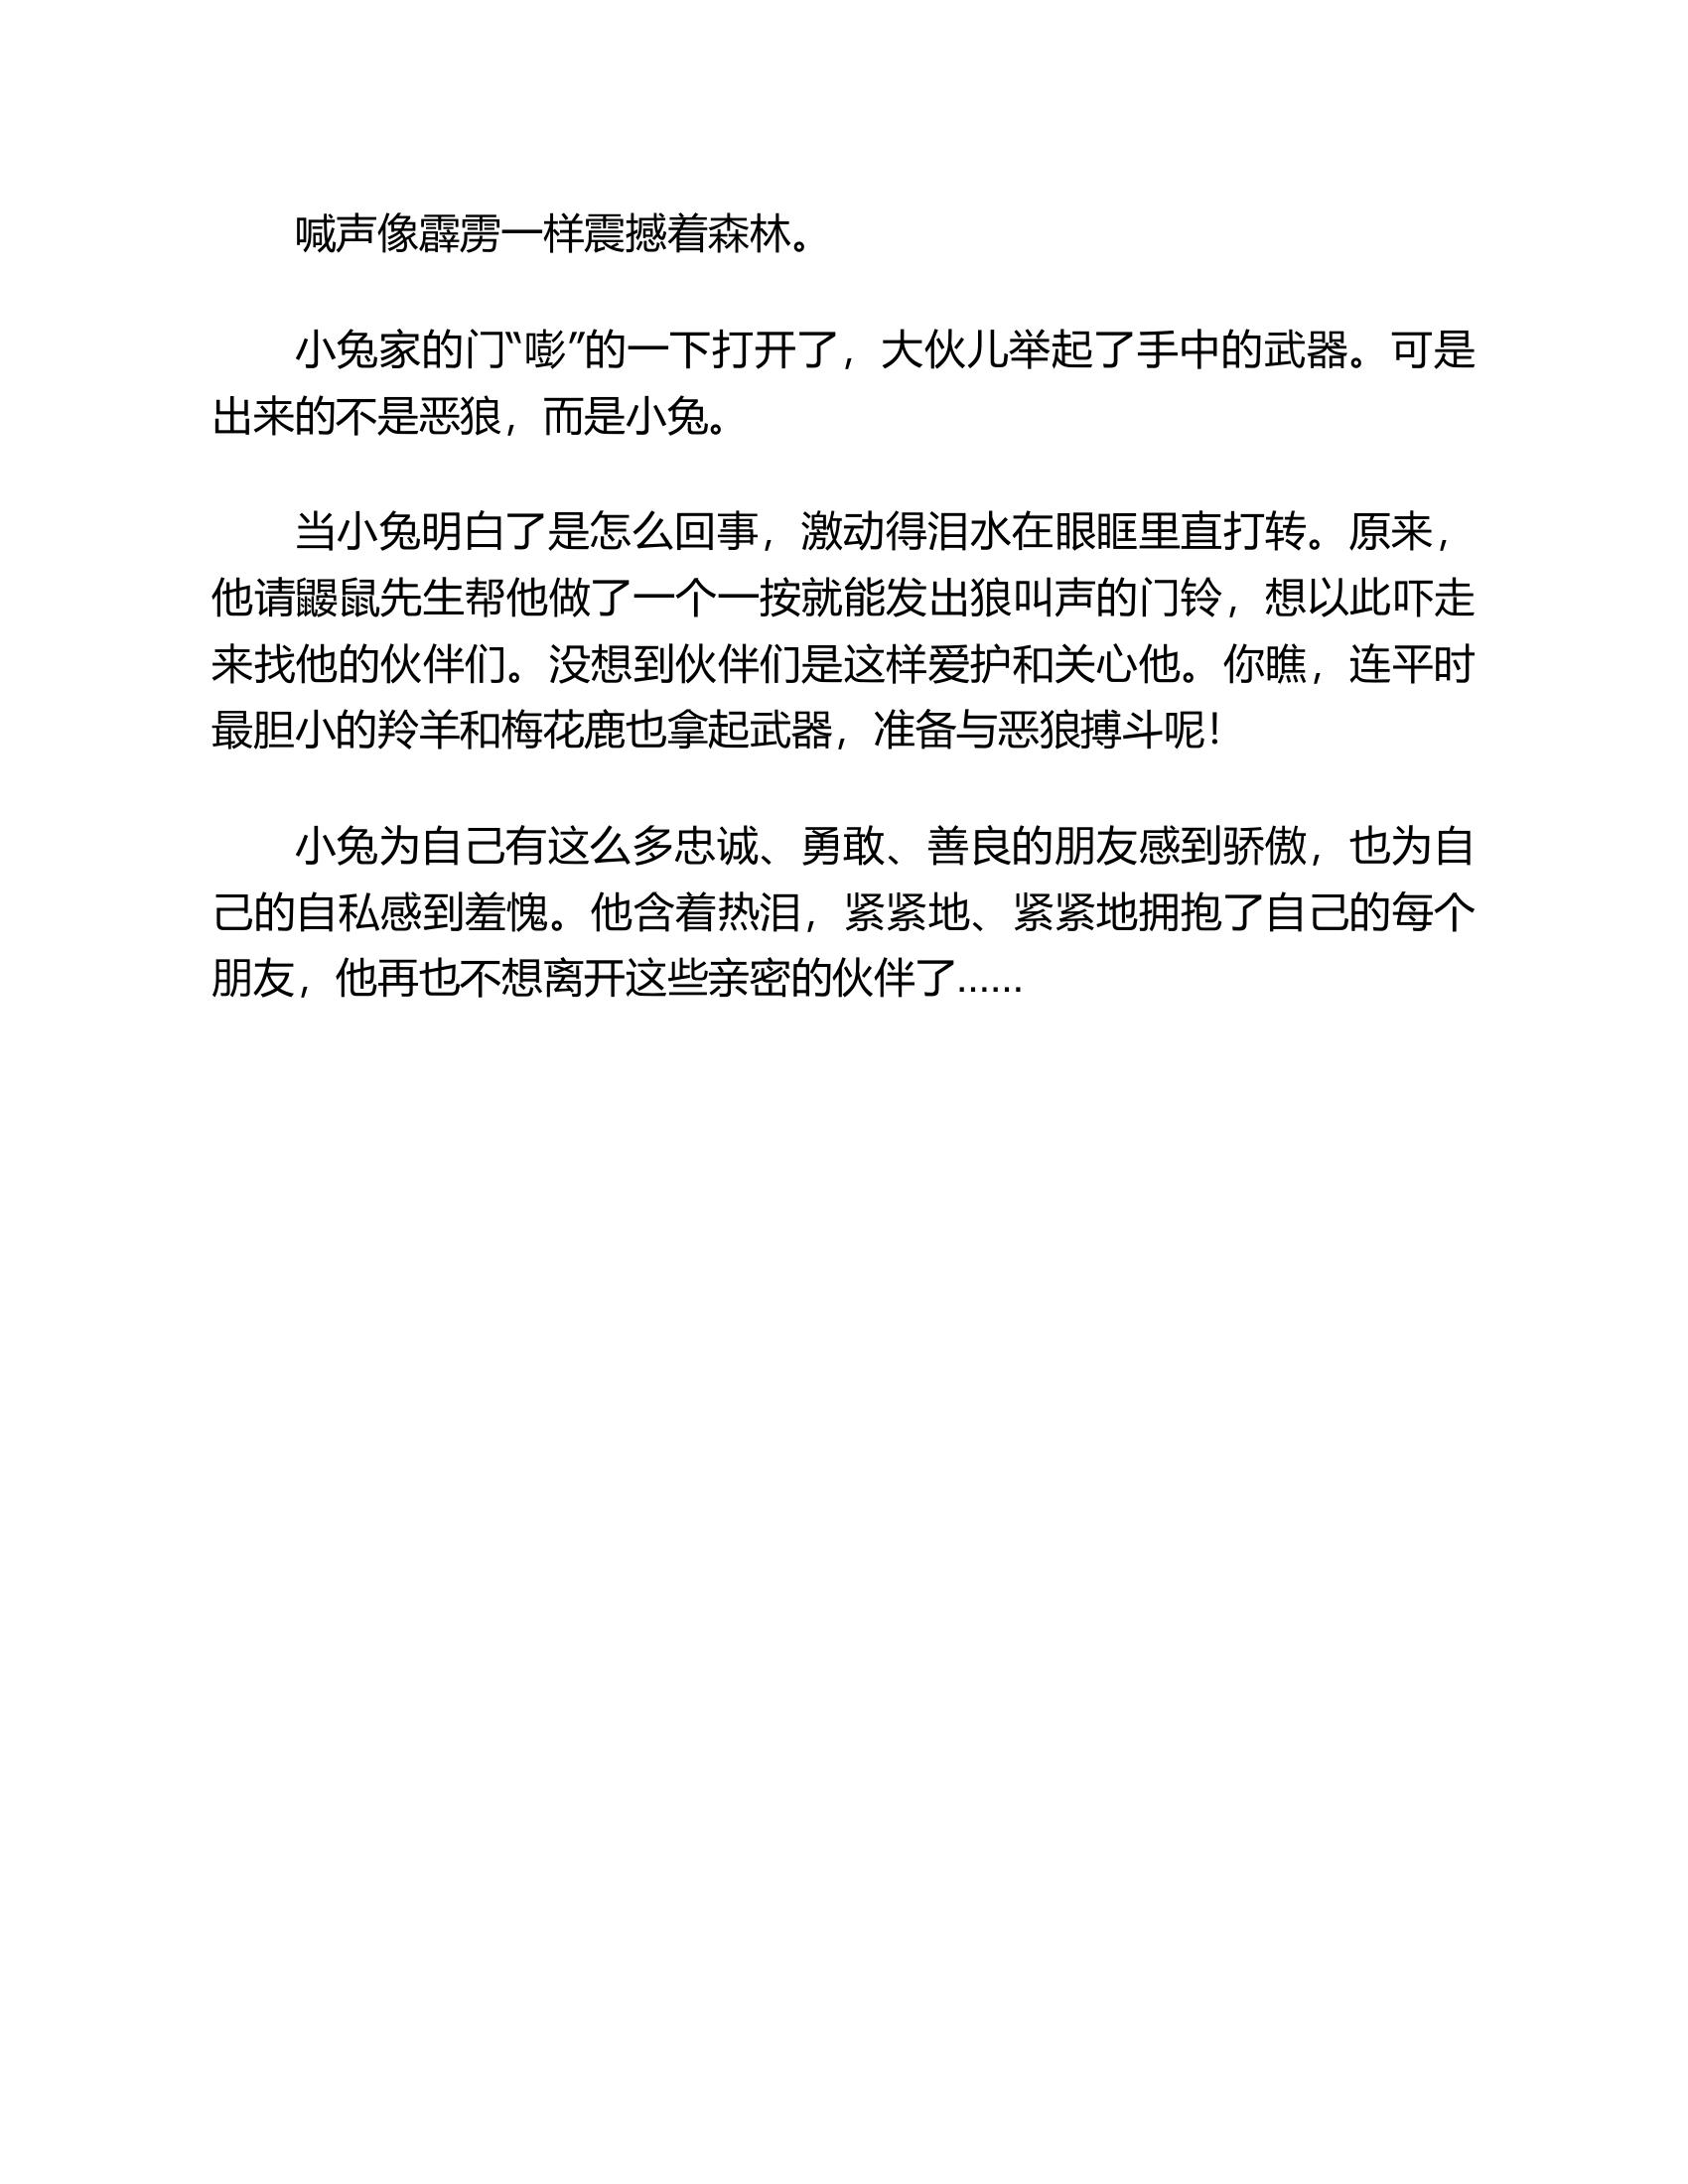 喊声像霹雳一样震撼着森林。
小兔家的门“嘭”的一下打开了，大伙儿举起了手中的武器。可是
出来的不是恶狼，而是小兔。
当小兔明白了是怎么回事，激动得泪水在眼眶里直打转。原来，
他请鼹鼠先生帮他做了一个一按就能发出狼叫声的门铃，想以此吓走
来找他的伙伴们。没想到伙伴们是这样爱护和关心他。你瞧，连平时
最胆小的羚羊和梅花鹿也拿起武器，准备与恶狼搏斗呢！
小兔为自己有这么多忠诚、勇敢、善良的朋友感到骄傲，也为自
己的自私感到羞愧。他含着热泪，紧紧地、紧紧地拥抱了自己的每个
朋友，他再也不想离开这些亲密的伙伴了……